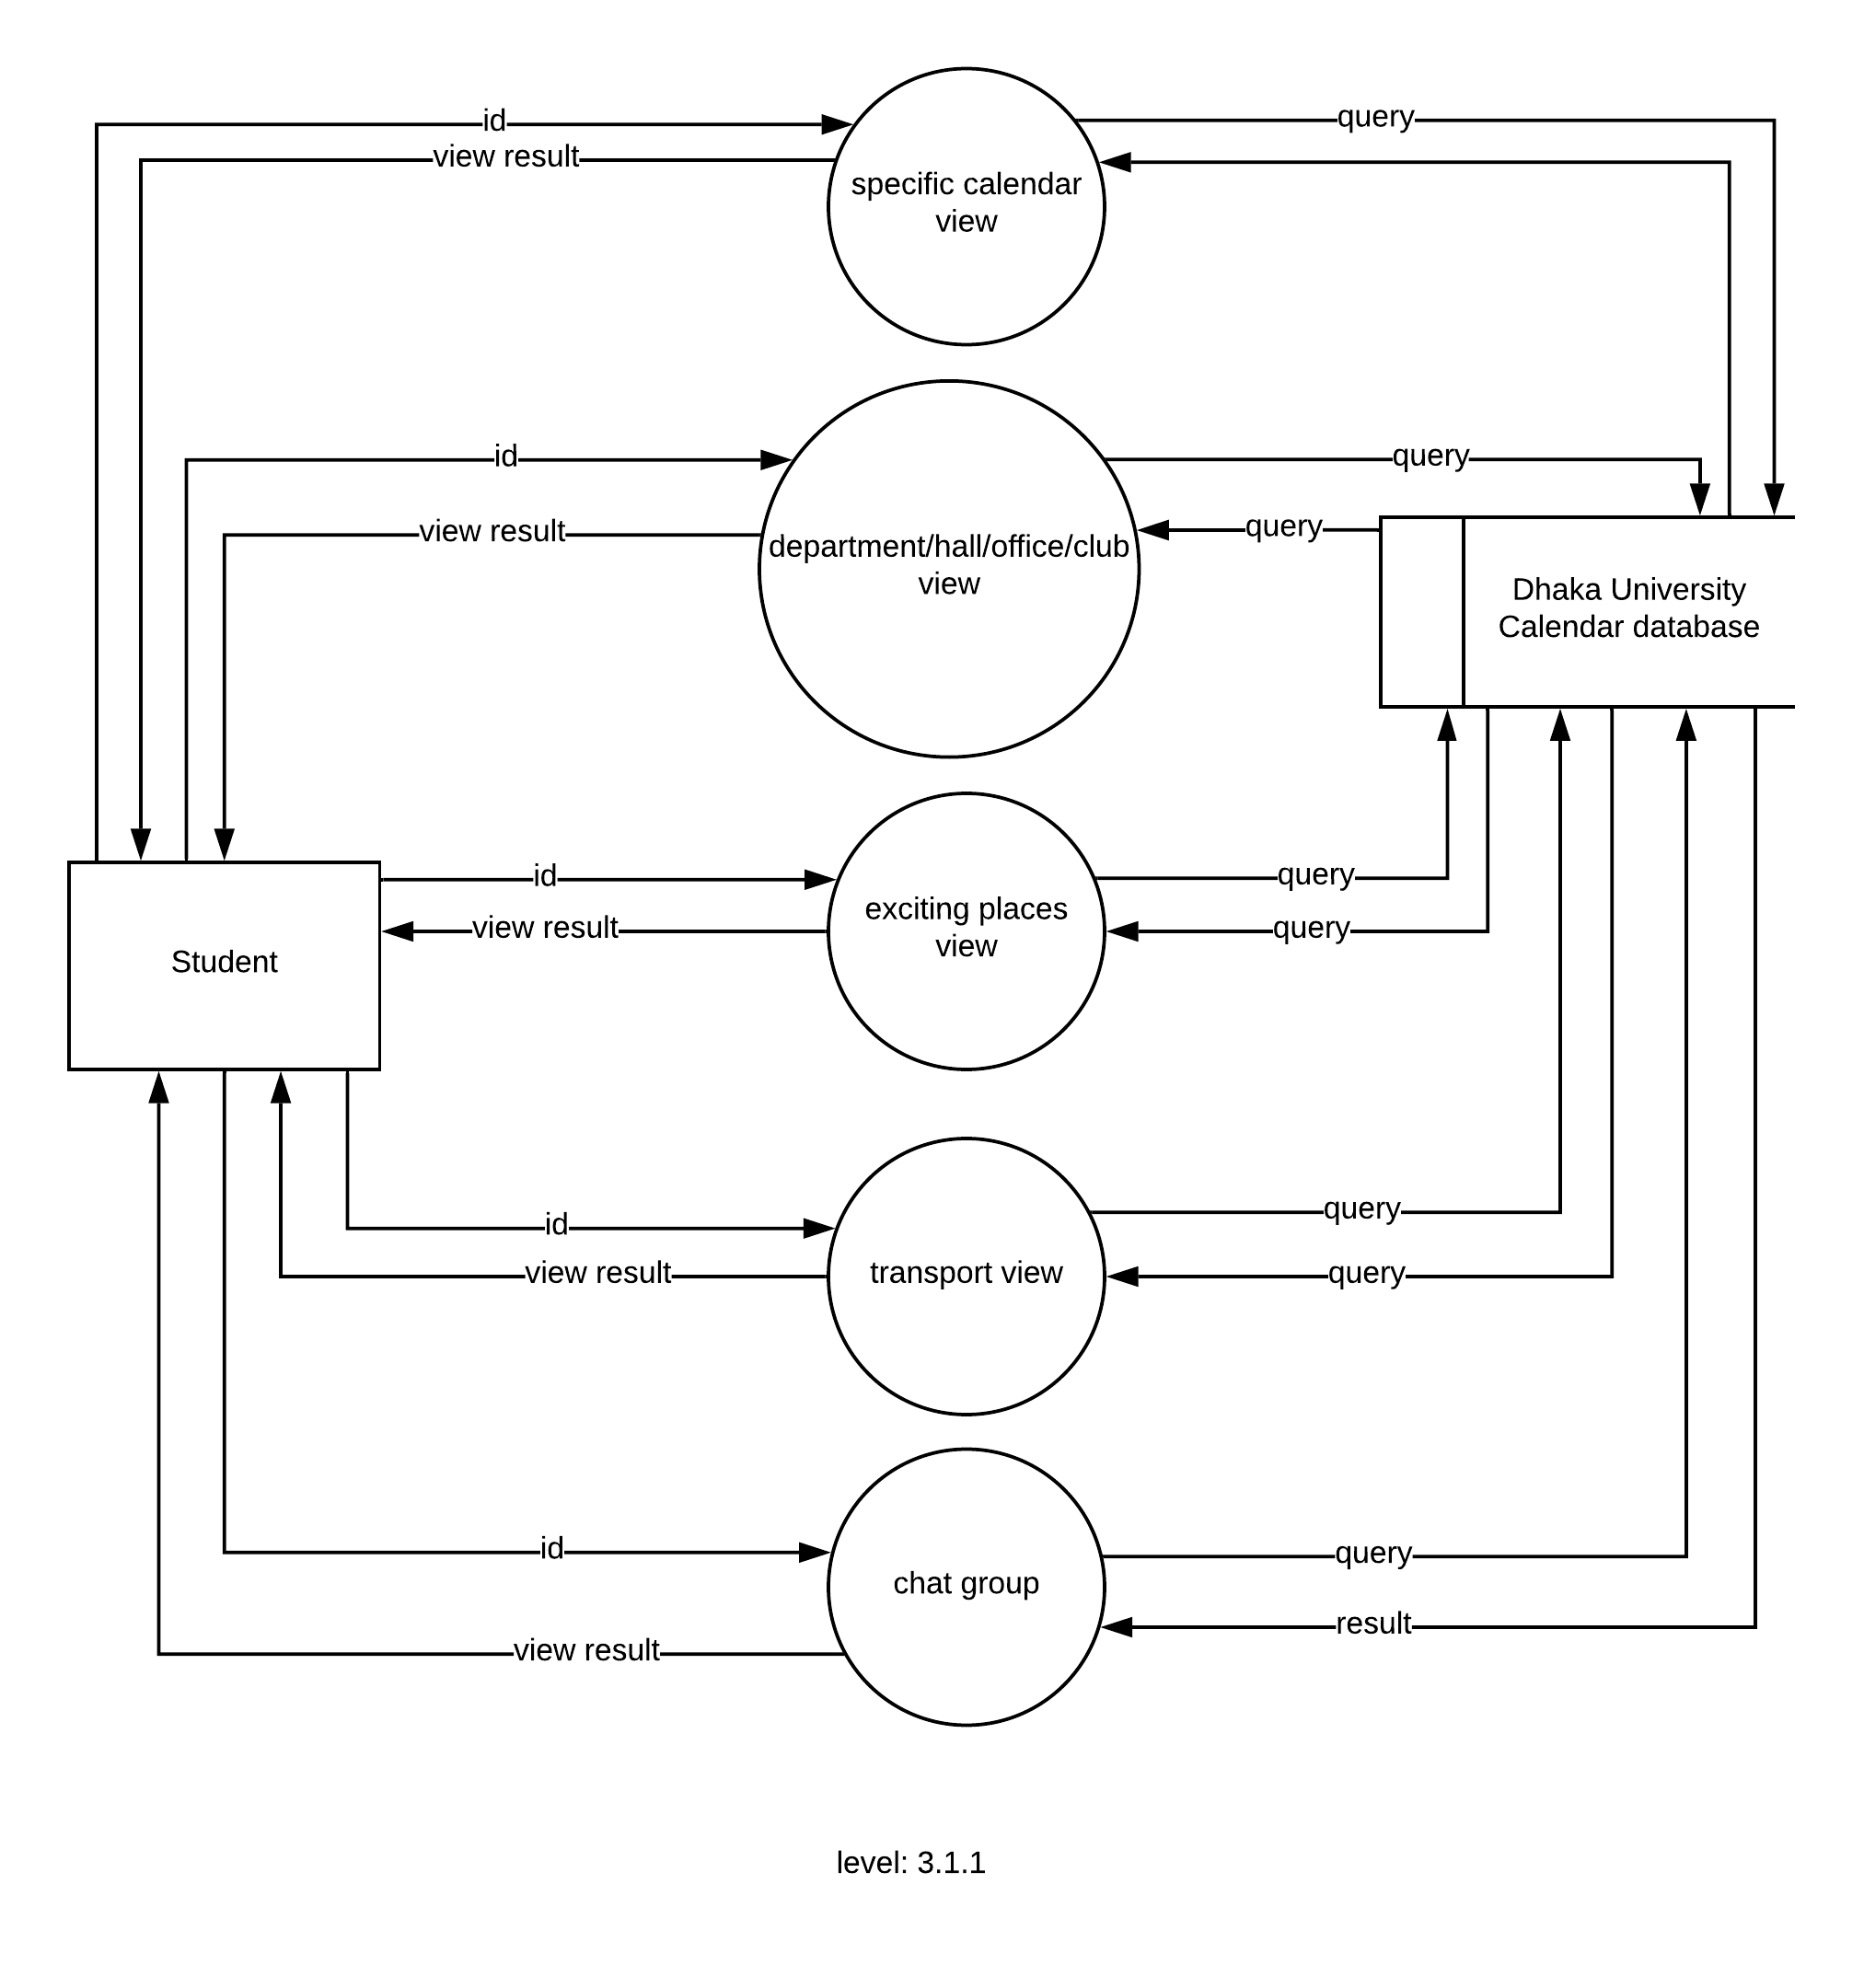 id
query
view result
specific calendar
view
id
query
view result
query
department/hall/office/club
view
Dhaka University
Calendar database
id
query
exciting places
view
view result
query
Student
id
query
transport view
view result
query
id
query
chat group
result
view result
level: 3.1.1